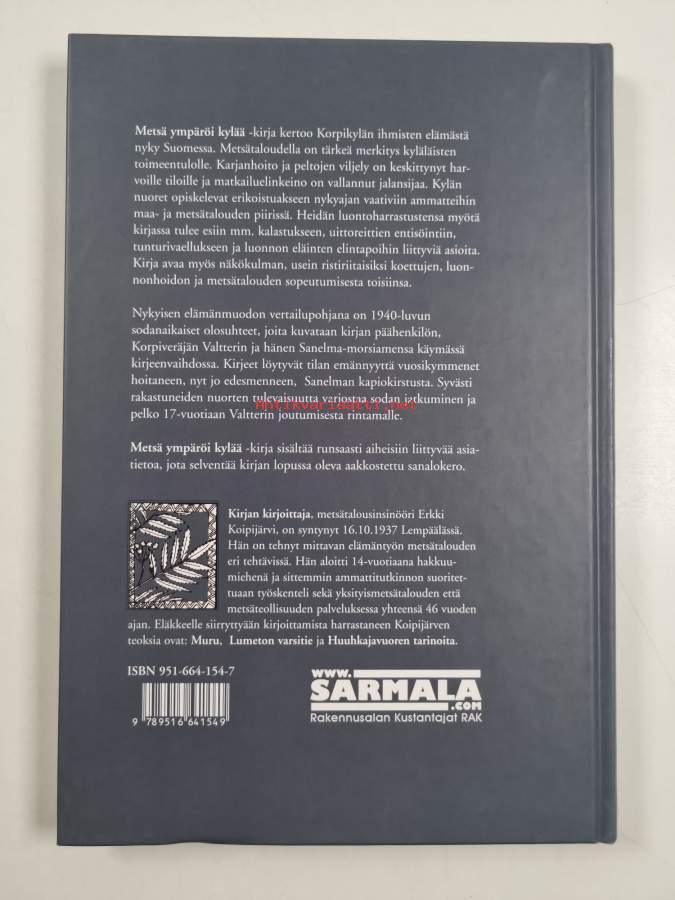 Metsä ympäröi kylää -kirja kertoo Korpikylän ihmisten elämästä
nyky Suomessa. Metsätaloudella on tärkeä merkitys kyläläisten
toimeentulolle. Karjanhoito ja peltojen viljely on keskittynyt har-
voille tiloille ja matkailuelinkeino on vallannut jalansijaa. Kylän
nuoret opiskelevat erikoistuakseen nykyajan vaativiin ammatteihin
maa- ja metsätalouden piirissä. Heidän luontoharrastustensa myötä
kirjassa tulee esiin mm. kalastukseen, uittoreittien entisöintiin,
tunturivaellukseen ja luonnon eläinten elintapoihin liittyviä asioita.
Kirja avaa myös näkökulman, usein ristiriitaisiksi koettujen, luon-
nonhoidon ja metsätalouden sopeutumisesta toisiinsa.
Nykyisen elämänmuodon vertailupohjana on 1940-luvun
sodanaikaiset olosuhteet, joita kuvataan kirjan päähenkilön,
Korpiveräjän Valtterin ja hänen Sanelma-morsiamensa käymässä
kirjeenvaihdossa. Kirjeet löytyvät tilan emännyyttä vuosikymmenet
hoitaneen, nyt jo edesmenneen, Sanelman kapiokirstusta. Syvästi
rakastuneiden nuorten tulevaisuutta varjostaa sodan jatkuminen ja
antikvariaatti.net
pelko 17-vuotiaan Valtterin joutumisesta rintamalle.
Metsä ympäröi kylää -kirja sisältää runsaasti aiheisiin liittyvää asia-
tietoa, jota selventää kirjan lopussa oleva aakkostettu sanalokero.
Kirjan kirjoittaja, metsätalousinsinööri Erkki
Koipijärvi, on syntynyt 16.10.1937 Lempäälässä.
Hän on tehnyt mittavan elämäntyön metsätalouden
eri tehtävissä. Hän aloitti 14-vuotiaana hakkuu-
miehenä ja sittemmin ammattitutkinnon suoritet-
tuaan työskenteli sekä yksityismetsätalouden että
metsäteollisuuden palveluksessa yhteensä 46 vuoden
ajan. Eläkkeelle siirryttyään kirjoittamista harrastaneen Koipijärven
teoksia ovat: Muru, Lumeton varsitie ja Huuhkajavuoren tarinoita.
ISBN 951-664-154-7
9 789516 641549
www.
SARMALA
.COM
Rakennusalan Kustantajat RAK